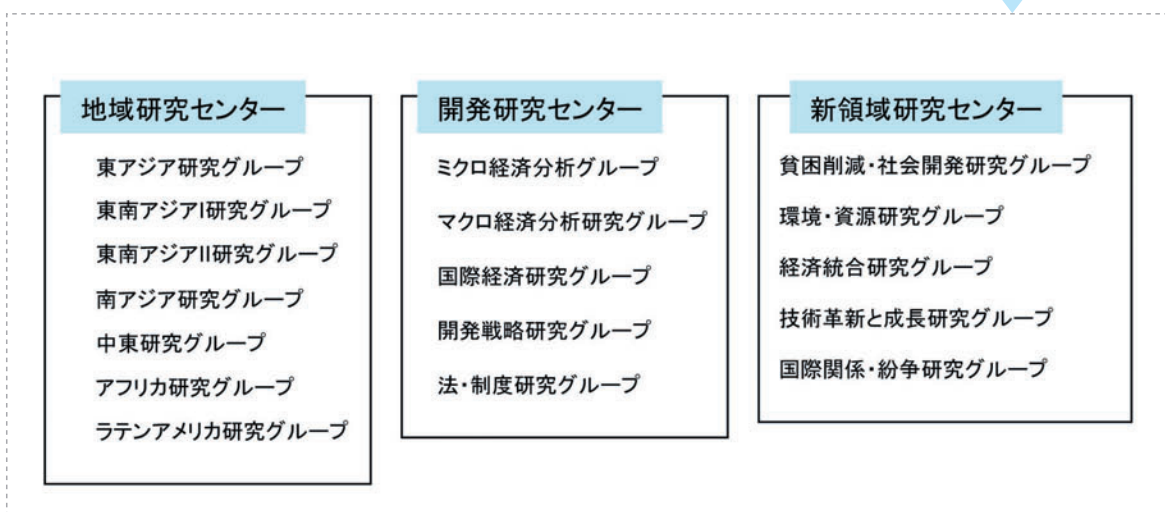 地域研究センター
東アジア研究グループ
東南アジアI研究グループ
東南アジアII研究グループ
南アジア研究グループ
中東研究グループ
アフリカ研究グループ
ラテンアメリカ研究グループ
開発研究センター
ミクロ経済分析グループ
マクロ経済分析研究グループ
国際経済研究グループ
開発戦略研究グループ
法・制度研究グループ
新領域研究センター
貧困削減・社会開発研究グループ
環境・資源研究グループ
経済統合研究グループ
技術革新と成長研究グループ
国際関係・紛争研究グループ